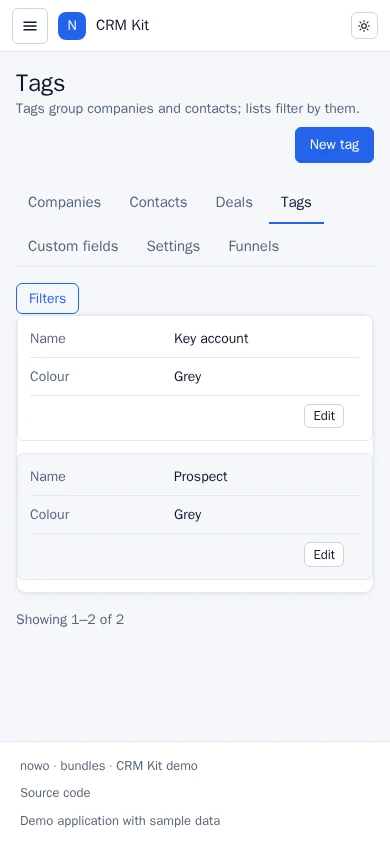 N CRM Kit
Tags
Tags group companies and contacts; lists filter by them.
New tag
Companies Contacts Deals Tags
Custom fields Settings Funnels
Filters
Name Key account
Colour Grey
Edit
Name Prospect
Colour Grey
Edit
Showing 1–2 of 2
nowo · bundles · CRM Kit demo
Source code
Demo application with sample data